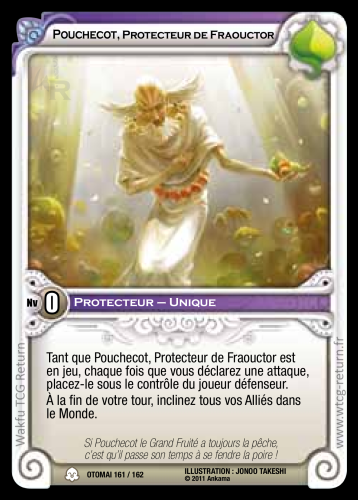 POUCHECOT, PROTECTEUR DE FRAOUCTOR
Nv 0 PROTECTEUR – UNIQUE
Tant que Pouchecot, Protecteur de Fraouctor est
en jeu, chaque fois que vous déclarez une attaque,
placez-le sous le contrôle du joueur défenseur.
À la fin de votre tour, inclinez tous vos Alliés dans
le Monde.
Si Pouchecot le Grand Fruité a toujours la pêche,
c'est qu'il passe son temps à se fendre la poire !
OTOMAI 161 / 162
ILLUSTRATION : JONOO TAKESHI
© 2011 Ankama
Wakfu TCG Return
www.wtcg-return.fr